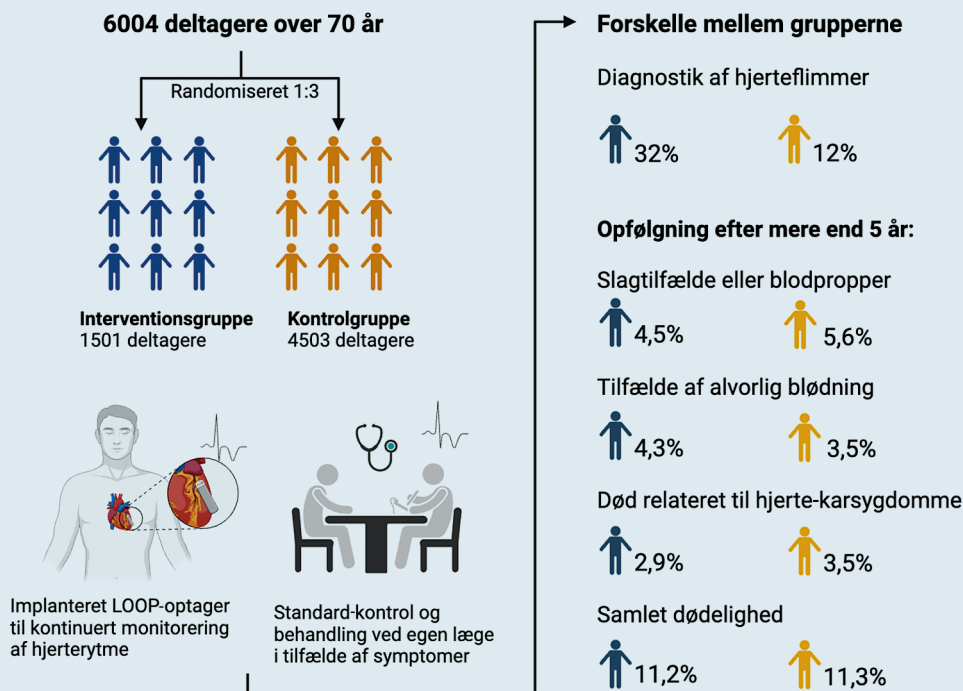 6004 deltagere over 70 år
Randomiseret 1:3
Interventionsgruppe
1501 deltagere
Kontrolgruppe
4503 deltagere
Implanteret LOOP-optager
til kontinuert monitorering
af hjerterytme
Standard-kontrol og
behandling ved egen læge
i tilfælde af symptomer
Forskelle mellem grupperne
Diagnostik af hjerteflimmer
32%
12%
Opfølgning efter mere end 5 år:
Slagtilfælde eller blodpropper
4,5%
5,6%
Tilfælde af alvorlig blødning
4,3%
3,5%
Død relateret til hjerte-karsygdomme
2,9%
3,5%
Samlet dødelighed
11,2%
11,3%